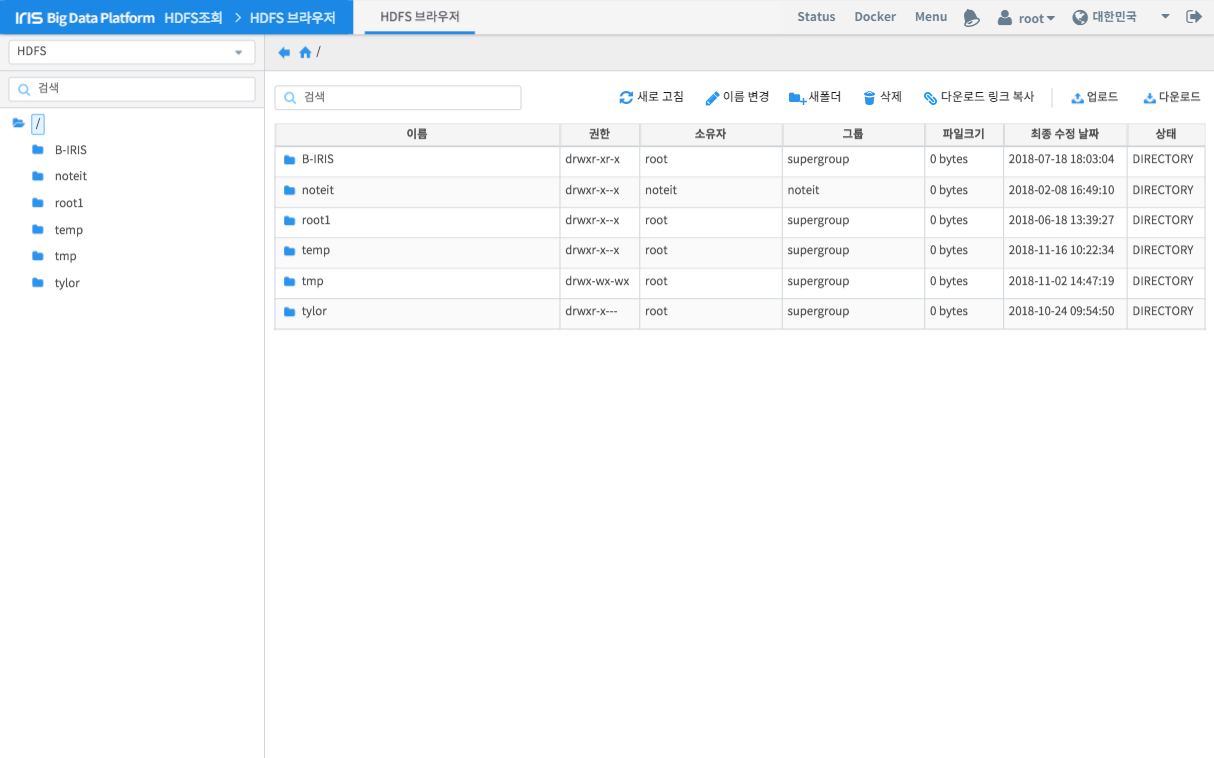 IRIS Big Data Platform HDFS조회 > HDFS 브라우저 HDFS 브라우저 Status Docker Menu root 대한민국
HDFS
/
검색
/
B-IRIS
noteit
root1
temp
tmp
tylor
검색 새로 고침 이름 변경 새폴더 삭제 다운로드 링크 복사 업로드 다운로드
이름 권한 소유자 그룹 파일크기 최종 수정 날짜 상태
B-IRIS drwxr-xr-x root supergroup 0 bytes 2018-07-18 18:03:04 DIRECTORY
noteit drwxr-x--x noteit noteit 0 bytes 2018-02-08 16:49:10 DIRECTORY
root1 drwxr-x--x root supergroup 0 bytes 2018-06-18 13:39:27 DIRECTORY
temp drwxr-x--x root supergroup 0 bytes 2018-11-16 10:22:34 DIRECTORY
tmp drwx-wx-wx root supergroup 0 bytes 2018-11-02 14:47:19 DIRECTORY
tylor drwxr-x--- root supergroup 0 bytes 2018-10-24 09:54:50 DIRECTORY